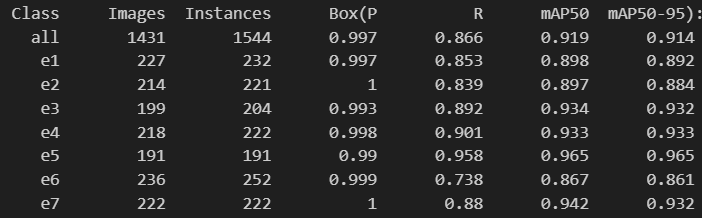 Class Images Instances Box(P R mAP50 mAP50-95):
all 1431 1544 0.997 0.866 0.919 0.914
e1 227 232 0.997 0.853 0.898 0.892
e2 214 221 1 0.839 0.897 0.884
e3 199 204 0.993 0.892 0.934 0.932
e4 218 222 0.998 0.901 0.933 0.933
e5 191 191 0.99 0.958 0.965 0.965
e6 236 252 0.999 0.738 0.867 0.861
e7 222 222 1 0.88 0.942 0.932